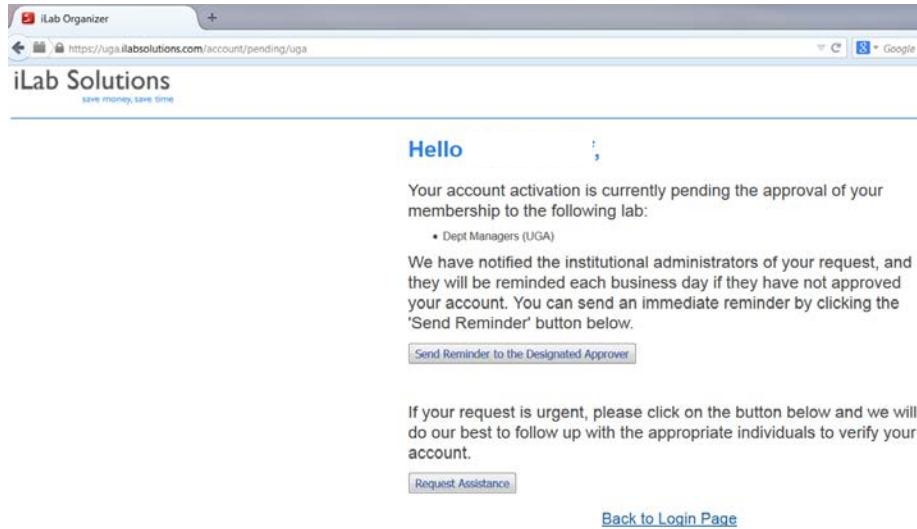 iLab Organizer
https://uga.ilabsolutions.com/account/pending/uga
Google
iLab Solutions
save money, save time
Hello ,
Your account activation is currently pending the approval of your
membership to the following lab:
• Dept Managers (UGA)
We have notified the institutional administrators of your request, and
they will be reminded each business day if they have not approved
your account. You can send an immediate reminder by clicking the
'Send Reminder' button below.
Send Reminder to the Designated Approver
If your request is urgent, please click on the button below and we will
do our best to follow up with the appropriate individuals to verify your
account.
Request Assistance
Back to Login Page